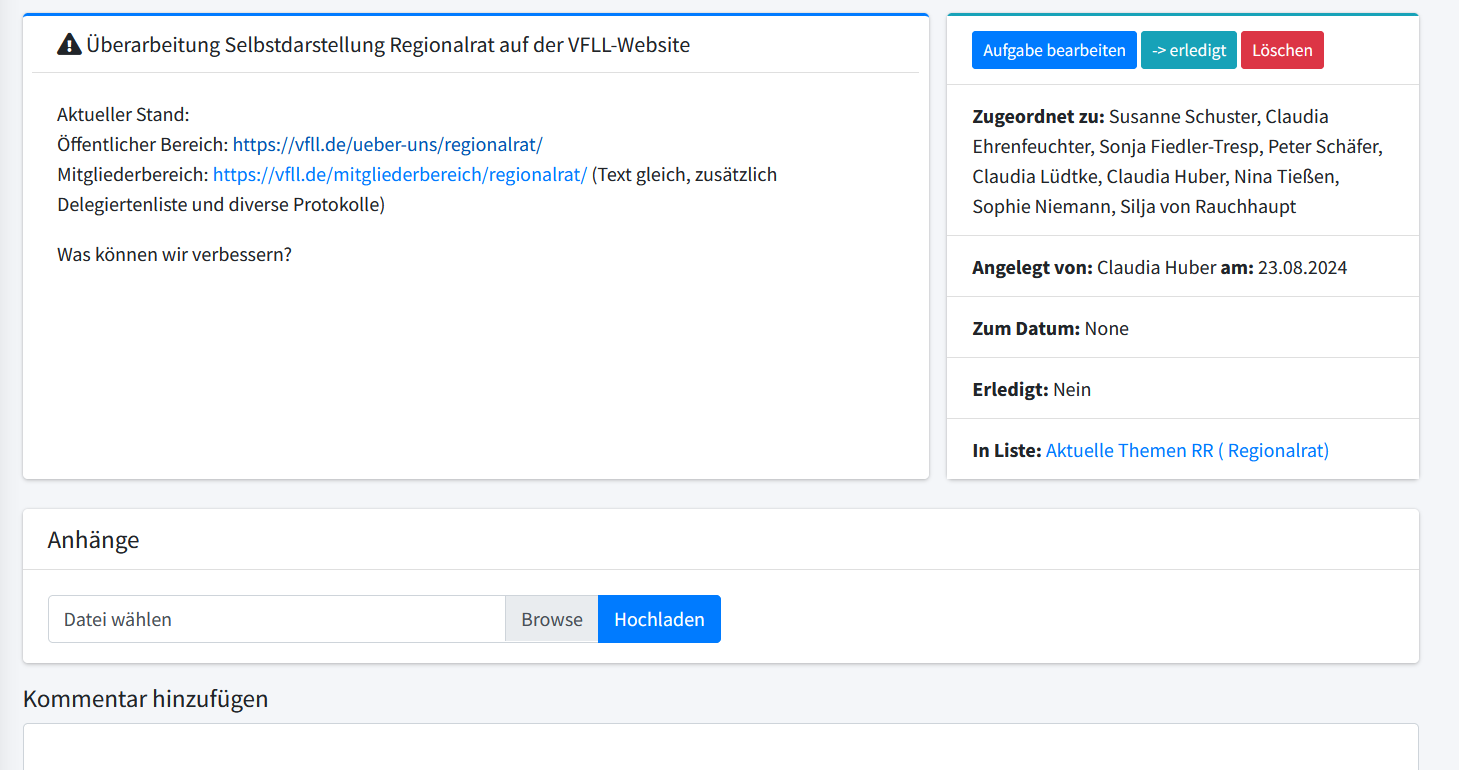 Überarbeitung Selbstdarstellung Regionalrat auf der VFLL-Website
Aktueller Stand:
Öffentlicher Bereich: https://vfll.de/ueber-uns/regionalrat/
Mitgliederbereich: https://vfll.de/mitgliederbereich/regionalrat/ (Text gleich, zusätzlich
Delegiertenliste und diverse Protokolle)
Was können wir verbessern?
Aufgabe bearbeiten
-> erledigt
Löschen
Zugeordnet zu: Susanne Schuster, Claudia
Ehrenfeuchter, Sonja Fiedler-Tresp, Peter Schäfer,
Claudia Lüdtke, Claudia Huber, Nina Tießen,
Sophie Niemann, Silja von Rauchhaupt
Angelegt von: Claudia Huber am: 23.08.2024
Zum Datum: None
Erledigt: Nein
In Liste: Aktuelle Themen RR ( Regionalrat)
Anhänge
Datei wählen
Browse
Hochladen
Kommentar hinzufügen